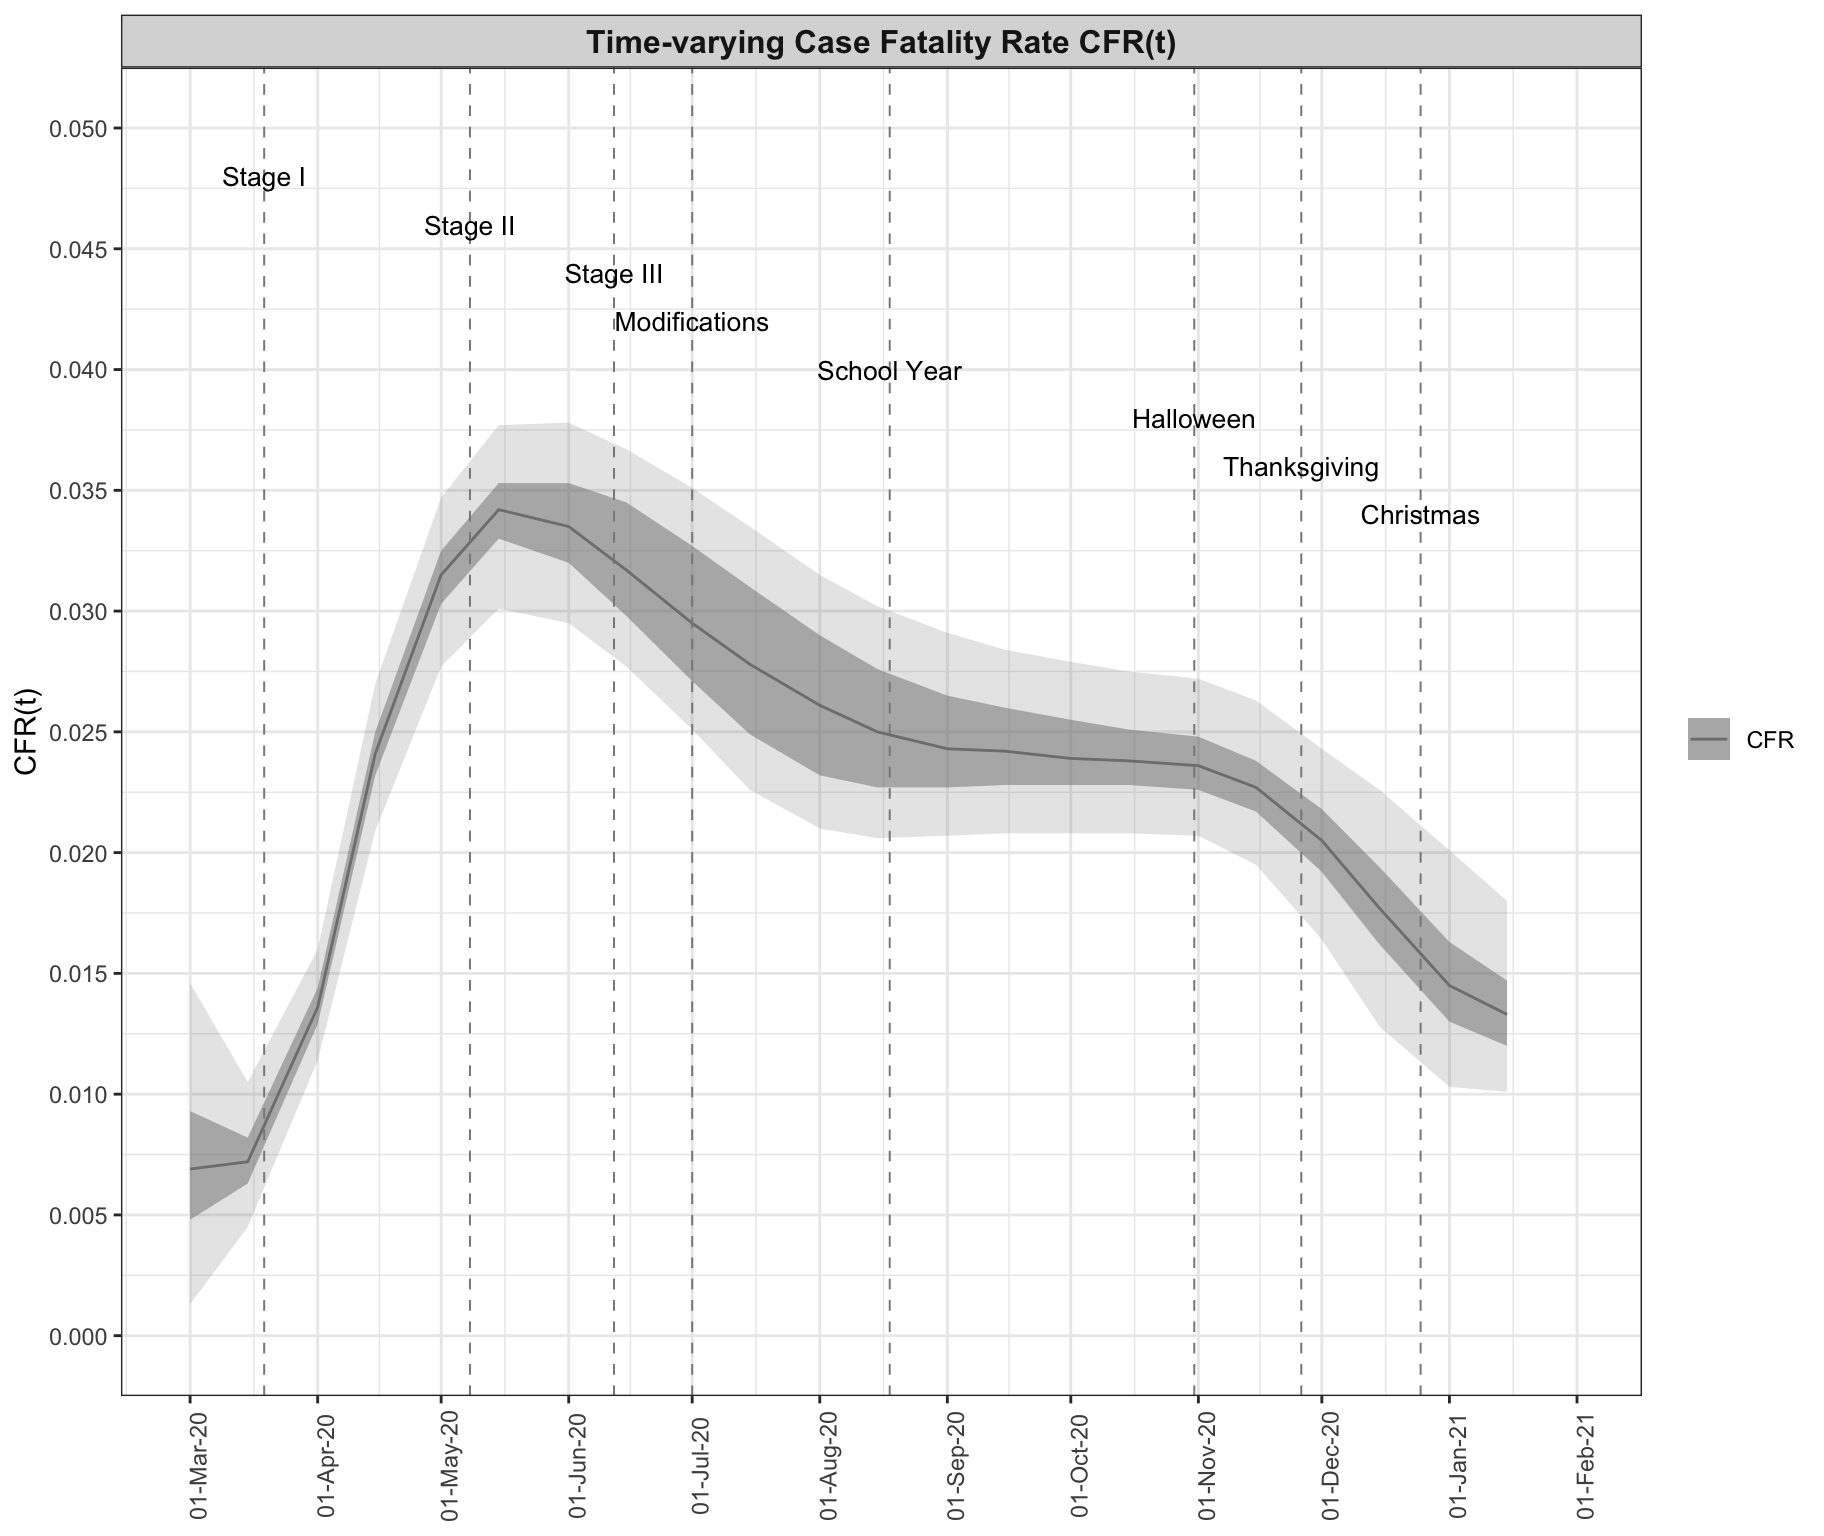 Time-varying Case Fatality Rate CFR(t)
0.050
Stage I
Stage II
0.045
Stage III
Modifications
0.040
School Year
Halloween
Thanksgiving
0.035
Christmas
0.030
CFR(t)
0.025
CFR
0.020
0.015
0.010
0.005
0.000
01-Mar-20
01-Apr-20
01-May-20
01-Jun-20
01-Jul-20
01-Aug-20
01-Sep-20
01-Oct-20
01-Nov-20
01-Dec-20
01-Jan-21
01-Feb-21